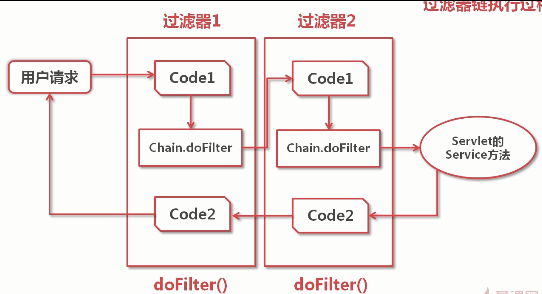 过滤器链执行过程
过滤器1
过滤器2
用户请求
Code1
Code1
Chain.doFilter
Chain.doFilter
Servlet的
Service方法
Code2
Code2
doFilter()
doFilter()